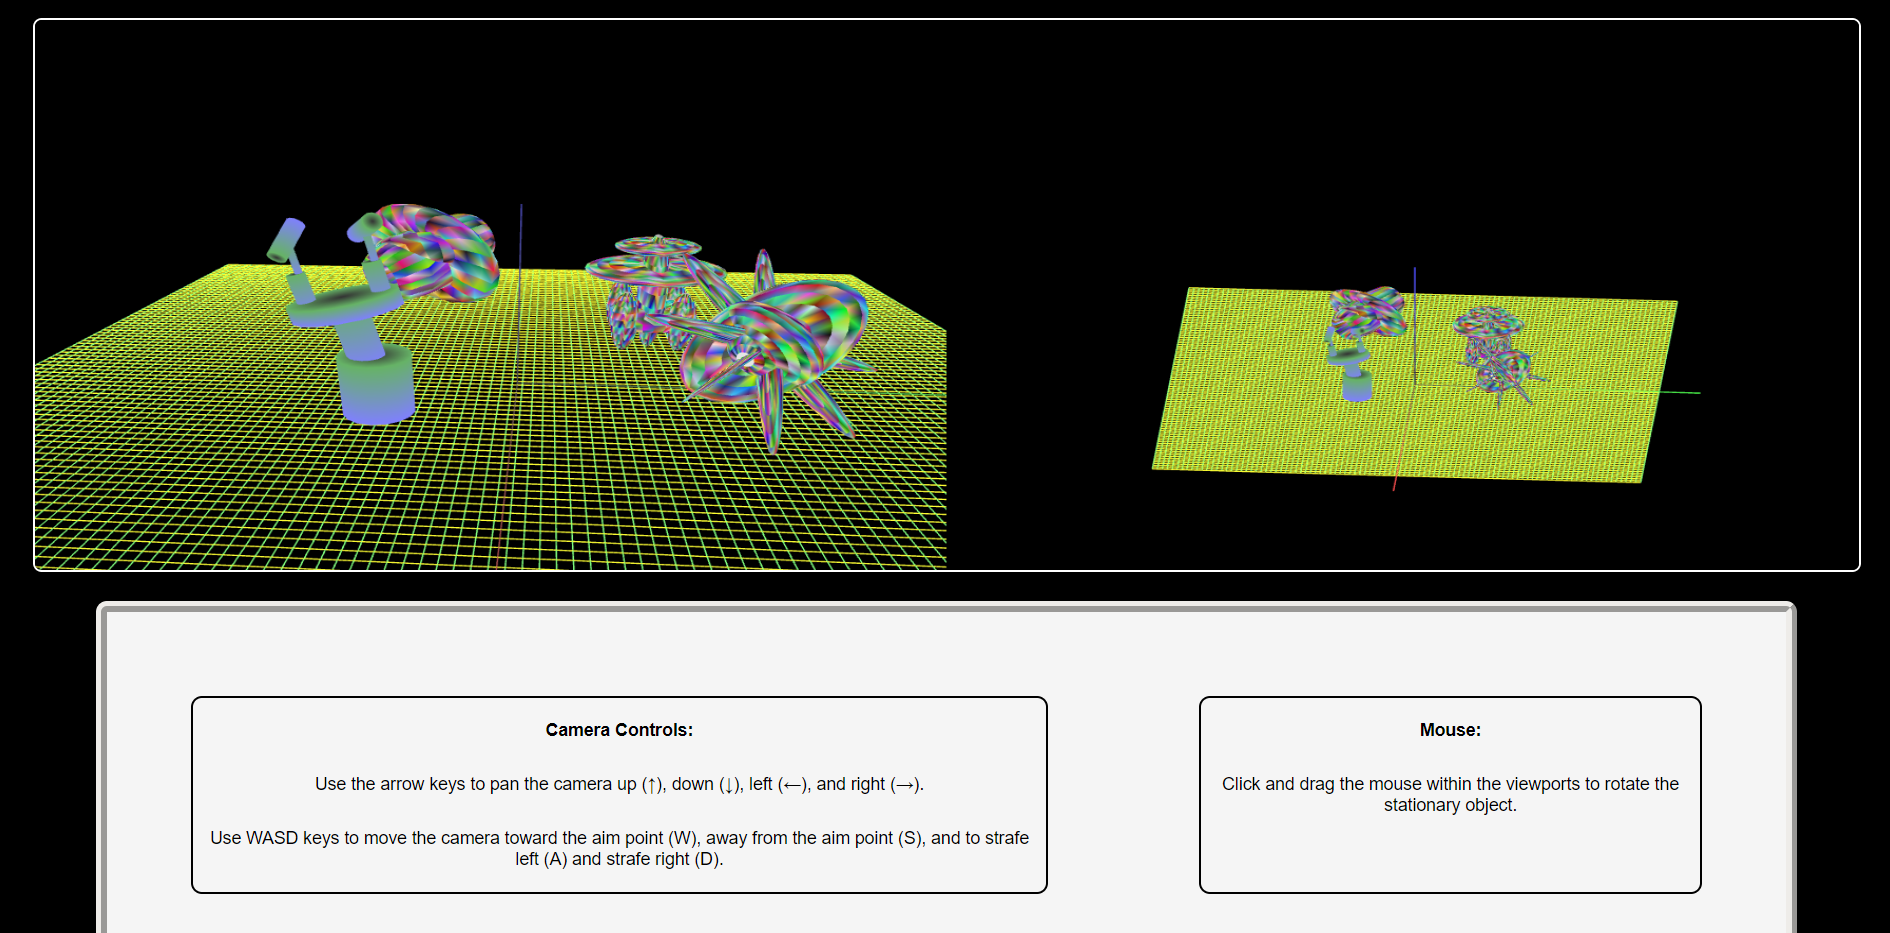 Camera Controls:
Use the arrow keys to pan the camera up (↑), down (↓), left (←), and right (→).
Use WASD keys to move the camera toward the aim point (W), away from the aim point (S), and to strafe
left (A) and strafe right (D).
Mouse:
Click and drag the mouse within the viewports to rotate the
stationary object.